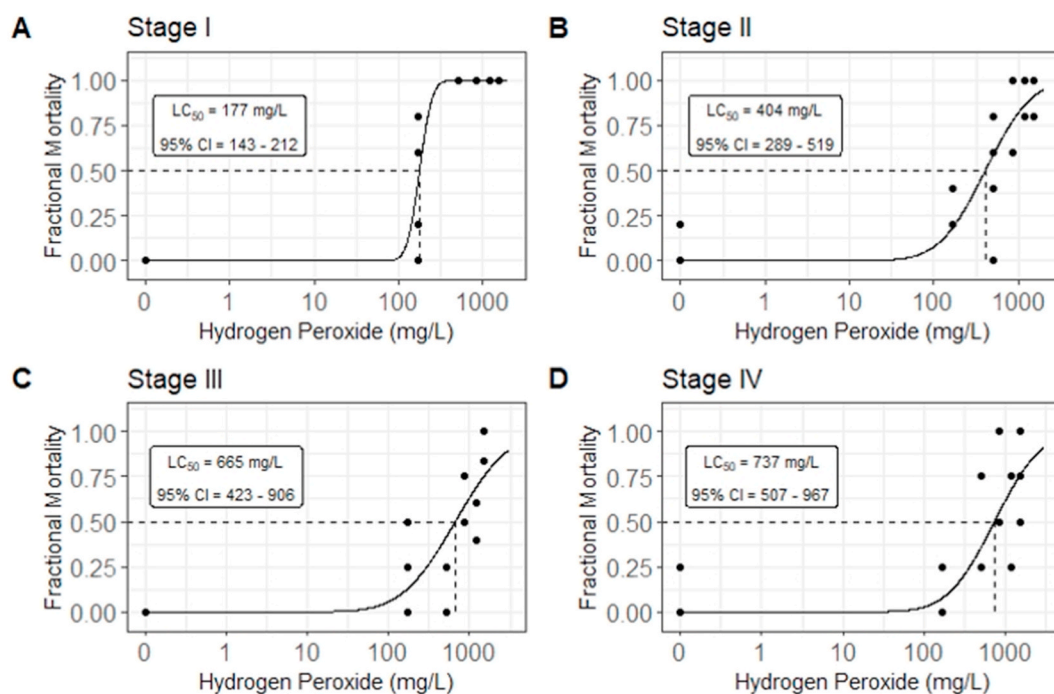 A Stage I
Fractional Mortality
1.00
0.75
0.50
0.25
0.00
LC50 = 177 mg/L
95% CI = 143 - 212
0 1 10 100 1000
Hydrogen Peroxide (mg/L)
B Stage II
Fractional Mortality
1.00
0.75
0.50
0.25
0.00
LC50 = 404 mg/L
95% CI = 289 - 519
0 1 10 100 1000
Hydrogen Peroxide (mg/L)
C Stage III
Fractional Mortality
1.00
0.75
0.50
0.25
0.00
LC50 = 665 mg/L
95% CI = 423 - 906
0 1 10 100 1000
Hydrogen Peroxide (mg/L)
D Stage IV
Fractional Mortality
1.00
0.75
0.50
0.25
0.00
LC50 = 737 mg/L
95% CI = 507 - 967
0 1 10 100 1000
Hydrogen Peroxide (mg/L)